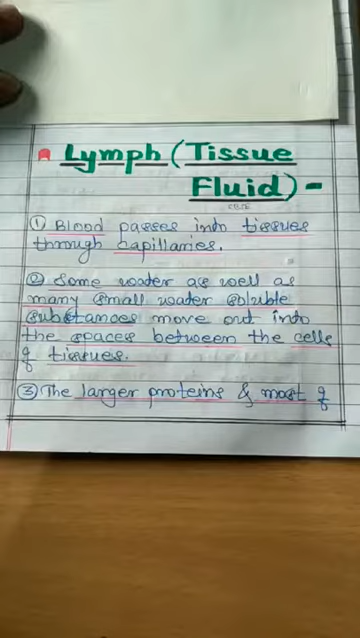 Lymph (Tissue
Fluid) -
① Blood passes into tissues
through capillaries.
② Some water as well as
many small water soluble
substances move out into
the spaces between the cells
of tissues.
③ The larger proteins & most of